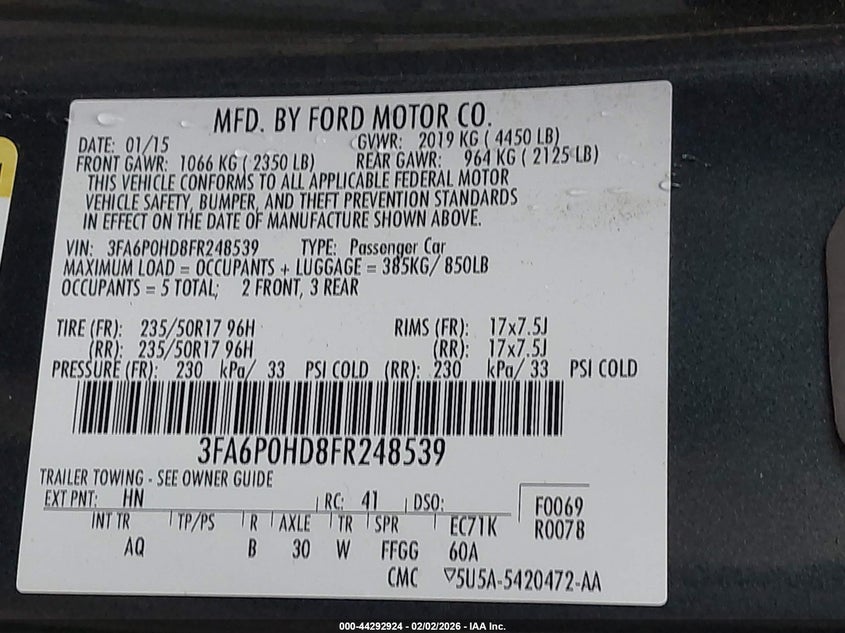 MFD. BY FORD MOTOR CO.
DATE: 01/15 GVWR: 2019 KG ( 4450 LB)
FRONT GAWR: 1066 KG ( 2350 LB) REAR GAWR: 964 KG ( 2125 LB)
THIS VEHICLE CONFORMS TO ALL APPLICABLE FEDERAL MOTOR
VEHICLE SAFETY, BUMPER, AND THEFT PREVENTION STANDARDS
IN EFFECT ON THE DATE OF MANUFACTURE SHOWN ABOVE.
VIN: 3FA6P0HD8FR248539 TYPE: Passenger Car
MAXIMUM LOAD = OCCUPANTS + LUGGAGE = 385KG/ 850LB
OCCUPANTS = 5 TOTAL; 2 FRONT, 3 REAR
TIRE (FR): 235/50R17 96H RIMS (FR): 17x7.5J
(RR): 235/50R17 96H (RR): 17x7.5J
PRESSURE (FR): 230 kPa/ 33 PSI COLD (RR): 230 kPa/ 33 PSI COLD
3FA6P0HD8FR248539
TRAILER TOWING - SEE OWNER GUIDE
EXT PNT: HN RC: 41 DSO: F0069
INT TR TP/PS R AXLE TR SPR EC71K R0078
AQ B 30 W FFGG 60A
CMC ▽5U5A-5420472-AA
000-44292924 - 02/02/2026 - IAA Inc.